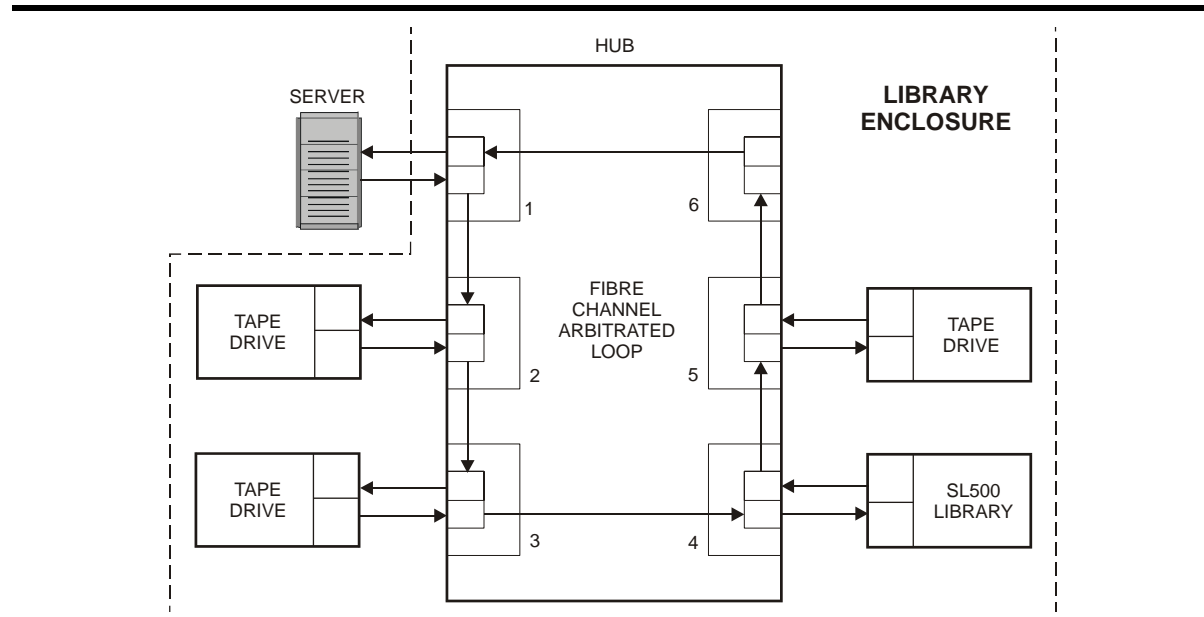 HUB
SERVER
LIBRARY
ENCLOSURE
1
6
FIBRE
CHANNEL
ARBITRATED
LOOP
TAPE
DRIVE
2
5
TAPE
DRIVE
TAPE
DRIVE
3
4
SL500
LIBRARY